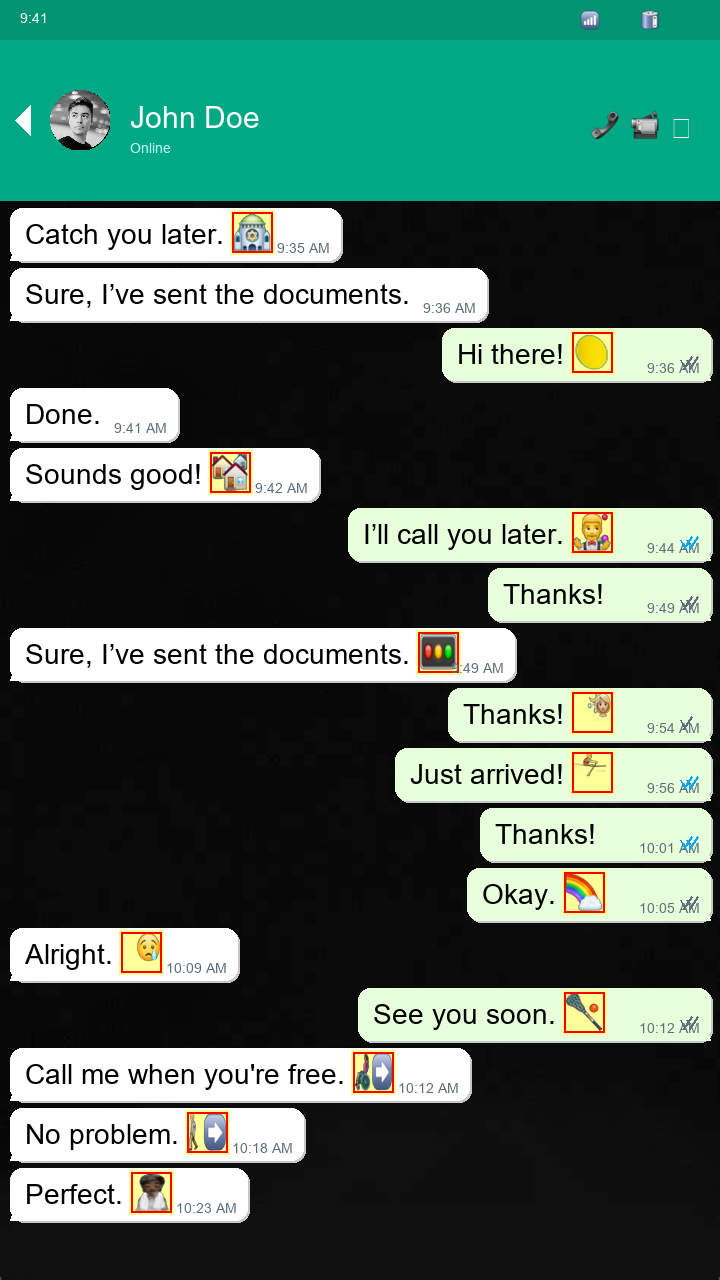 9:41
John Doe
Online
Catch you later. 9:35 AM
Sure, I’ve sent the documents. 9:36 AM
Hi there! 9:36 AM
Done. 9:41 AM
Sounds good! 9:42 AM
I’ll call you later. 9:44 AM
Thanks! 9:49 AM
Sure, I’ve sent the documents. :49 AM
Thanks! 9:54 AM
Just arrived! 9:56 AM
Thanks! 10:01 AM
Okay. 10:05 AM
Alright. 10:09 AM
See you soon. 10:12 AM
Call me when you're free. 10:12 AM
No problem. 10:18 AM
Perfect. 10:23 AM